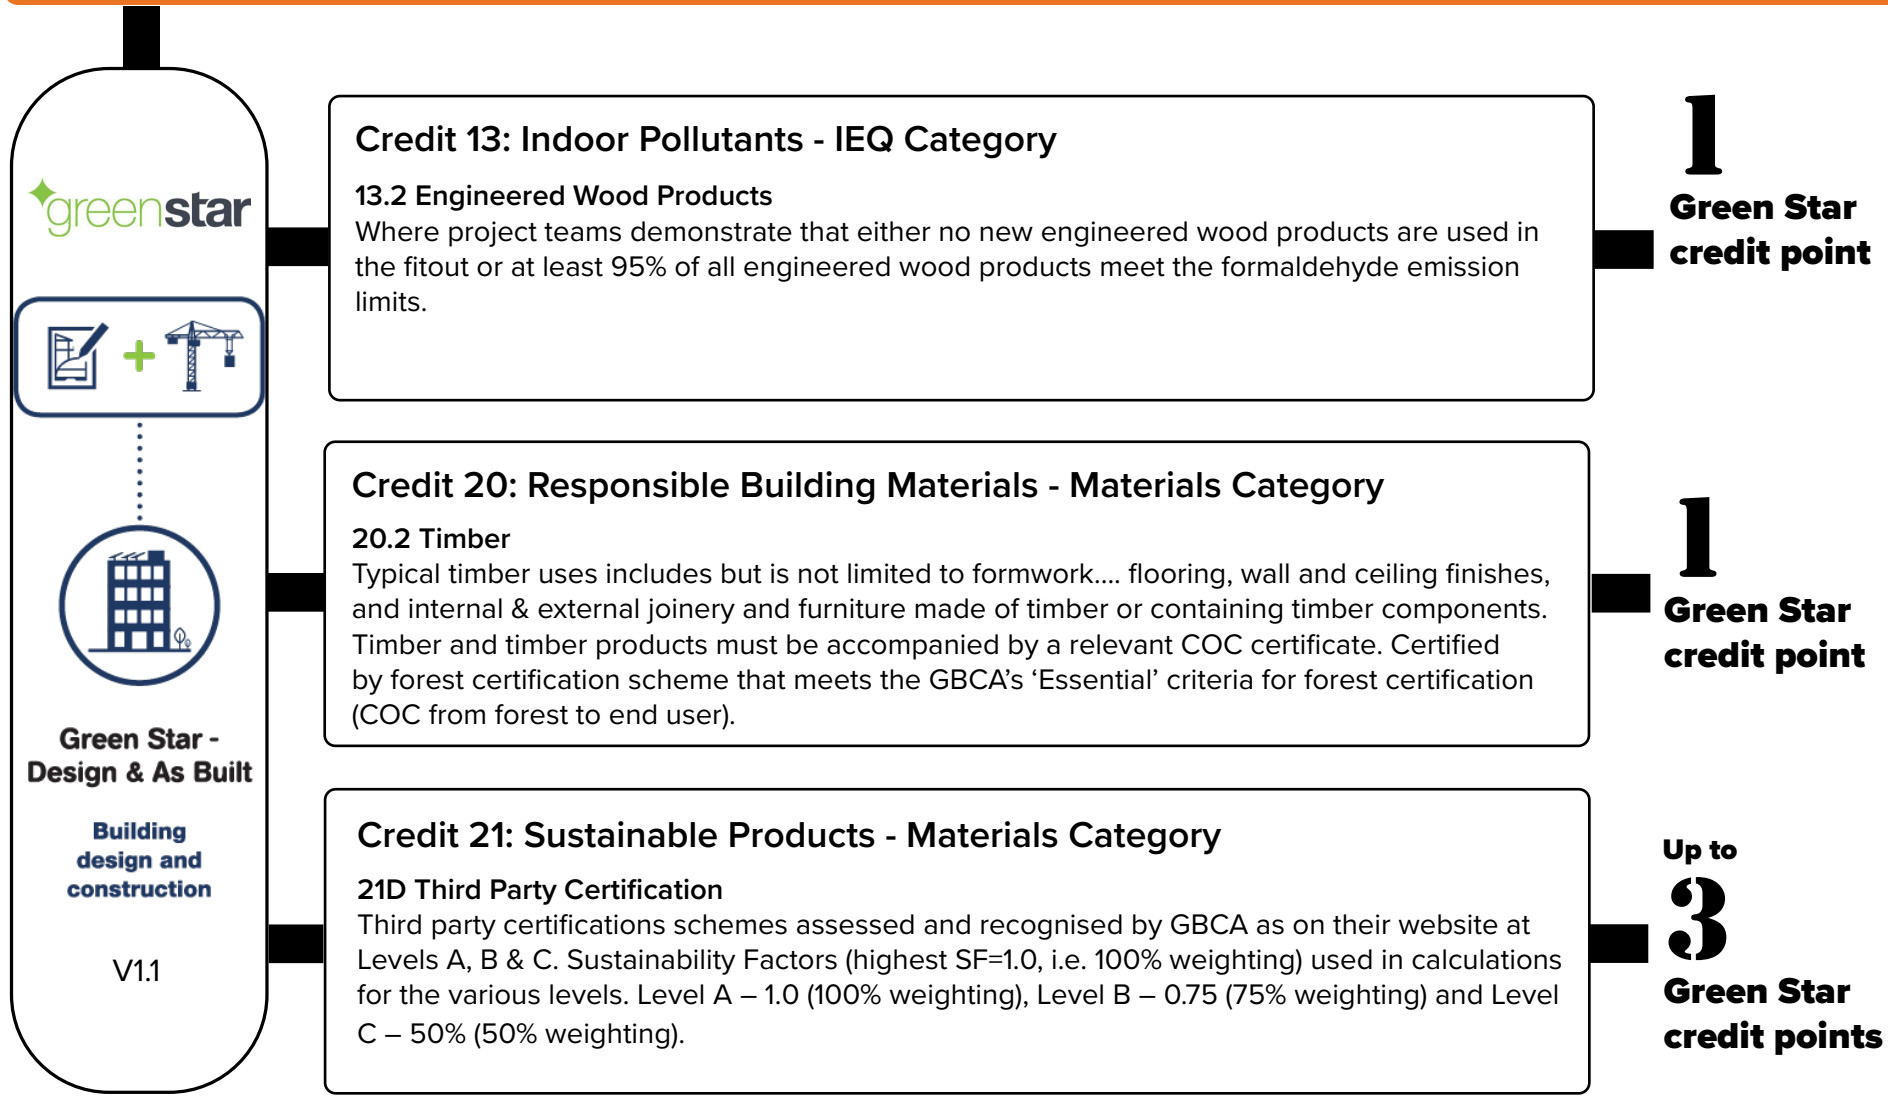 greenstar
Green Star -
Design & As Built
Building
design and
construction
V1.1
Credit 13: Indoor Pollutants - IEQ Category
13.2 Engineered Wood Products
Where project teams demonstrate that either no new engineered wood products are used in
the fitout or at least 95% of all engineered wood products meet the formaldehyde emission
limits.
1
Green Star
credit point
Credit 20: Responsible Building Materials - Materials Category
20.2 Timber
Typical timber uses includes but is not limited to formwork.... flooring, wall and ceiling finishes,
and internal & external joinery and furniture made of timber or containing timber components.
Timber and timber products must be accompanied by a relevant COC certificate. Certified
by forest certification scheme that meets the GBCA’s ‘Essential’ criteria for forest certification
(COC from forest to end user).
1
Green Star
credit point
Credit 21: Sustainable Products - Materials Category
21D Third Party Certification
Third party certifications schemes assessed and recognised by GBCA as on their website at
Levels A, B & C. Sustainability Factors (highest SF=1.0, i.e. 100% weighting) used in calculations
for the various levels. Level A – 1.0 (100% weighting), Level B – 0.75 (75% weighting) and Level
C – 50% (50% weighting).
Up to
3
Green Star
credit points